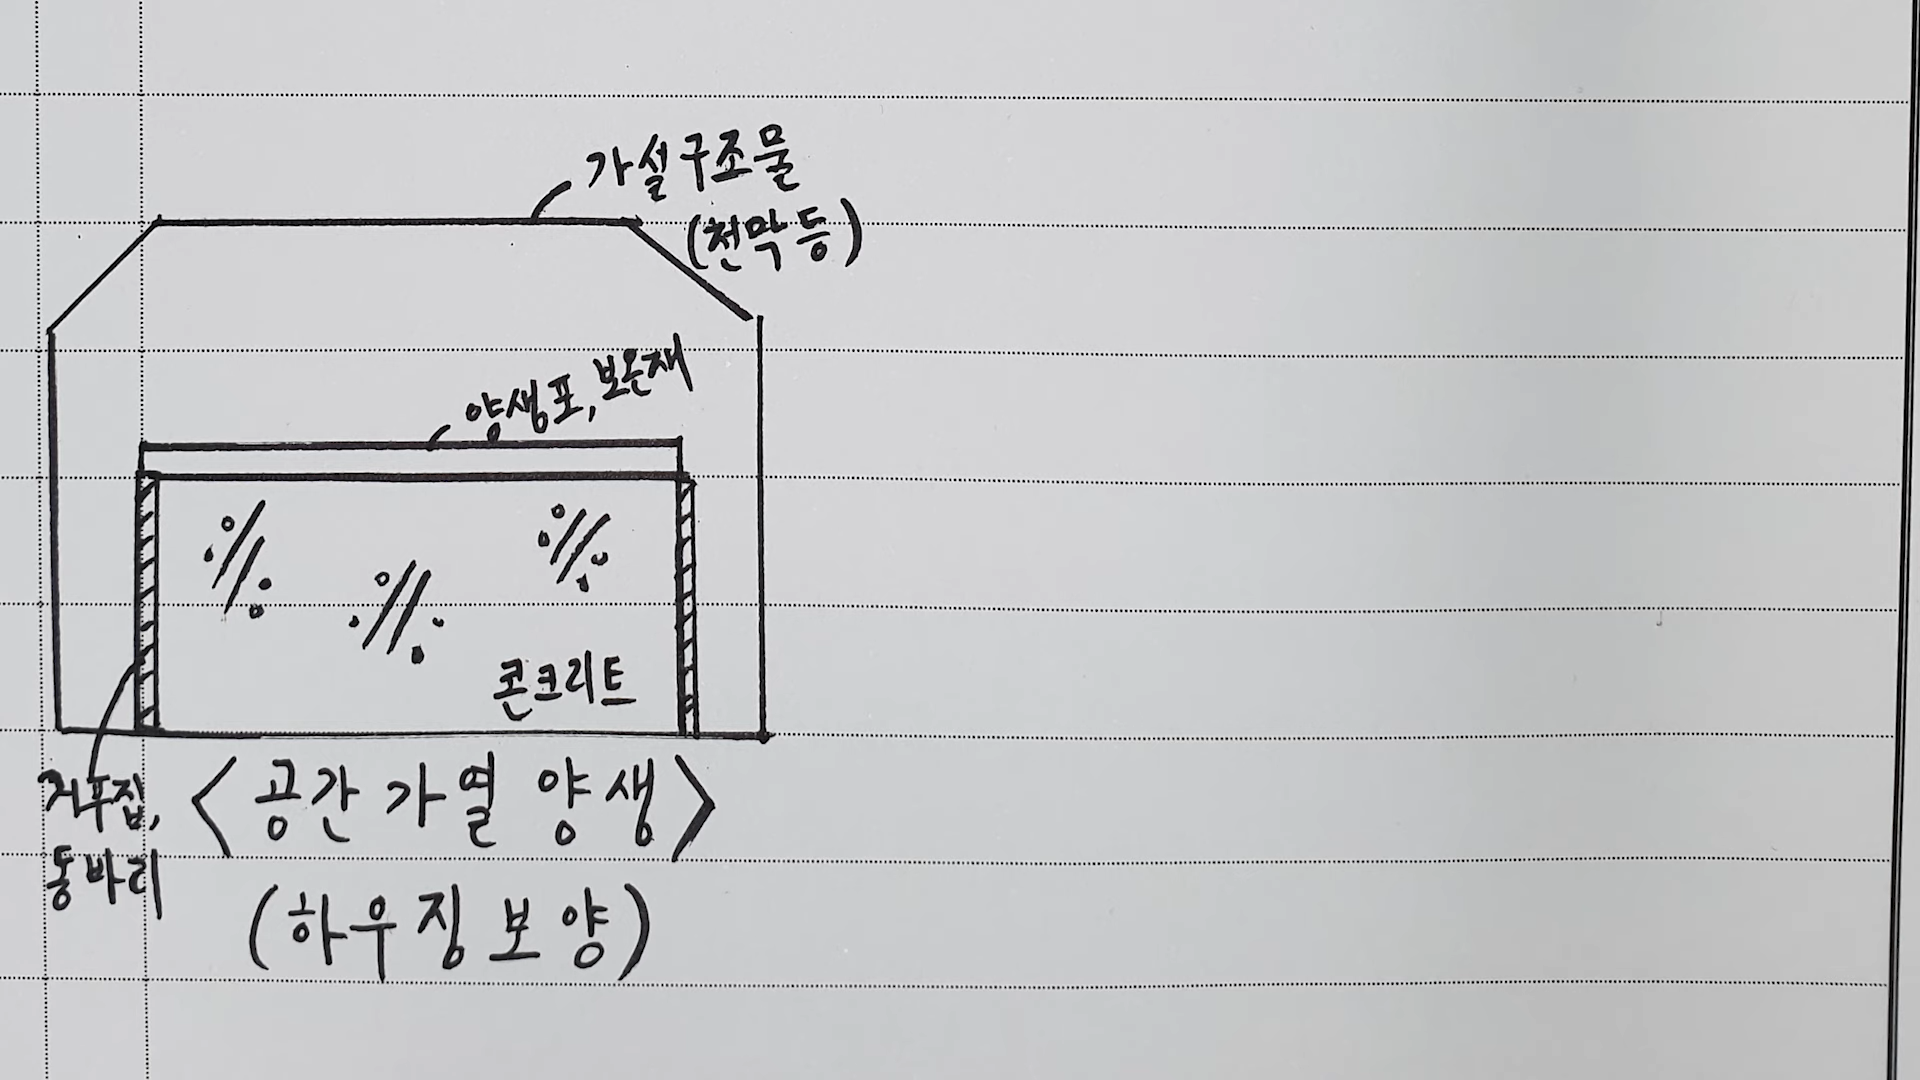 가설구조물
(천막등)
양생포, 보온재
콘크리트
거푸집,
동바리
<공간 가열 양생>
(하우징보양)